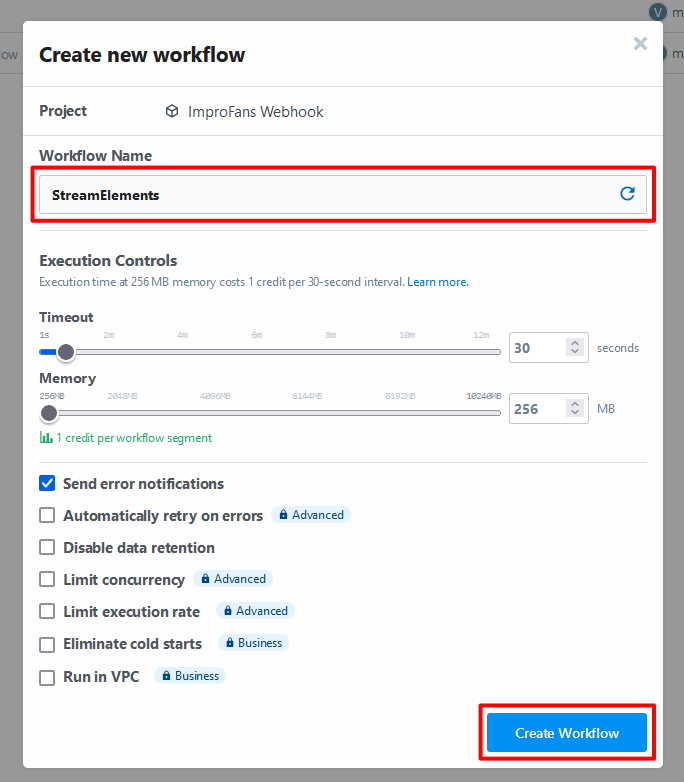 V m
ow
m
Create new workflow
Project ImproFans Webhook
Workflow Name
StreamElements
Execution Controls
Execution time at 256 MB memory costs 1 credit per 30-second interval. Learn more.
Timeout
1s 2m 4m 6m 8m 10m 12m
30 seconds
Memory
256MB 2048MB 4096MB 6144MB 8192MB 10240MB
256 MB
1 credit per workflow segment
Send error notifications
Automatically retry on errors Advanced
Disable data retention
Limit concurrency Advanced
Limit execution rate Advanced
Eliminate cold starts Business
Run in VPC Business
Create Workflow